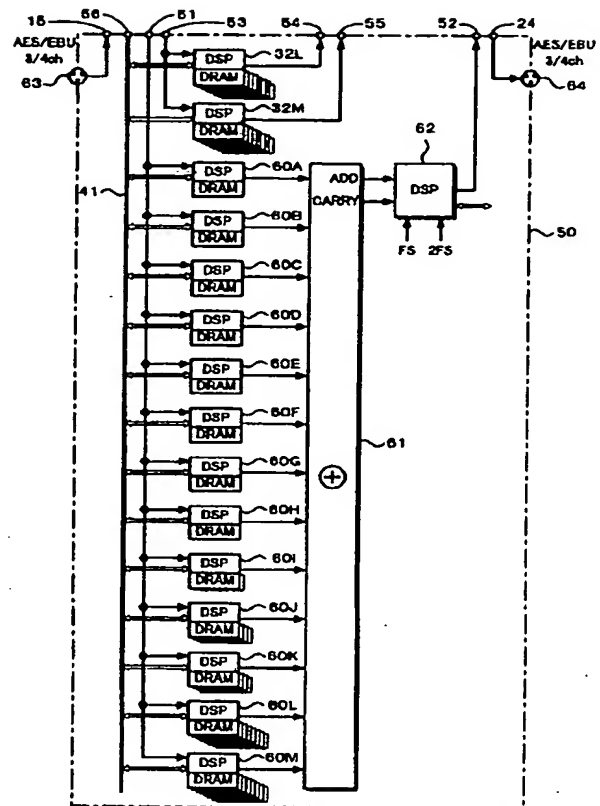 15 56 51 53 54 55 52 24
AES/EBU
3/4ch
63
AES/EBU
3/4ch
64
DSP
DRAM
32L
DSP
DRAM
32M
62
DSP
FS 2FS
41
50
ADD
CARRY
61
DSP
DRAM
60A
DSP
DRAM
60B
DSP
DRAM
60C
DSP
DRAM
60D
DSP
DRAM
60E
DSP
DRAM
60F
DSP
DRAM
60G
DSP
DRAM
60H
DSP
DRAM
60I
DSP
DRAM
60J
DSP
DRAM
60K
DSP
DRAM
60L
DSP
DRAM
60M